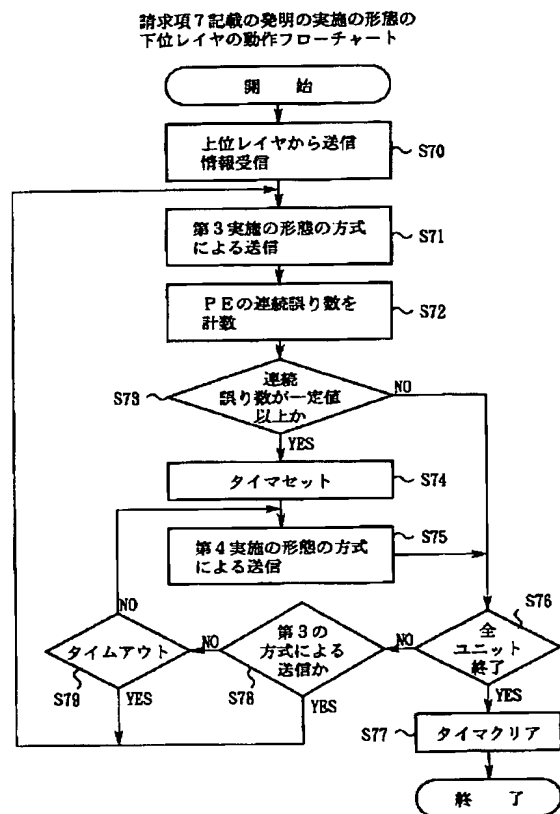 請求項7記載の発明の実施の形態の
下位レイヤの動作フローチャート
開 始
上位レイヤから送信
情報受信
S70
第3実施の形態の方式
による送信
S71
PEの連続誤り数を
計数
S72
連続
誤り数が一定値
以上か
S73
NO
YES
タイマセット
S74
第4実施の形態の方式
による送信
S75
全
ユニット
終了
S76
NO
YES
第3の
方式による
送信か
S78
NO
YES
タイムアウト
S79
NO
YES
タイマクリア
S77
終 了